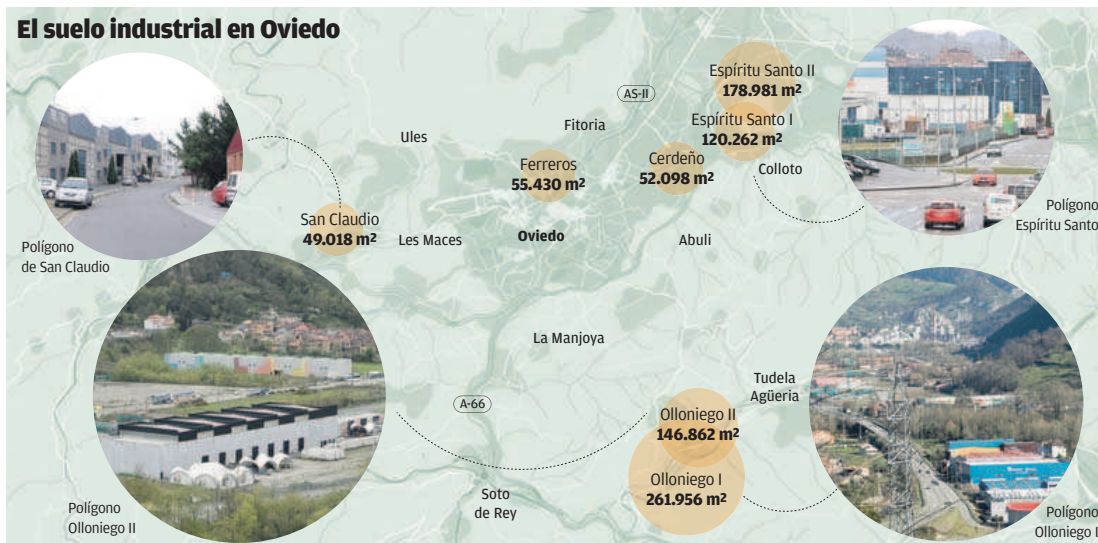 El suelo industrial en Oviedo
Espíritu Santo II
178.981 m²
AS-II
Espíritu Santo I
120.262 m²
Fitoria
Ules
Ferreros
55.430 m²
Cerdeño
52.098 m²
Colloto
San Claudio
49.018 m²
Les Maces
Oviedo
Abuli
Polígono
Espíritu Santo
Polígono
de San Claudio
La Manjoya
Tudela
Agüeria
A-66
Olloniego II
146.862 m²
Olloniego I
261.956 m²
Soto
de Rey
Polígono
Olloniego II
Polígono
Olloniego I